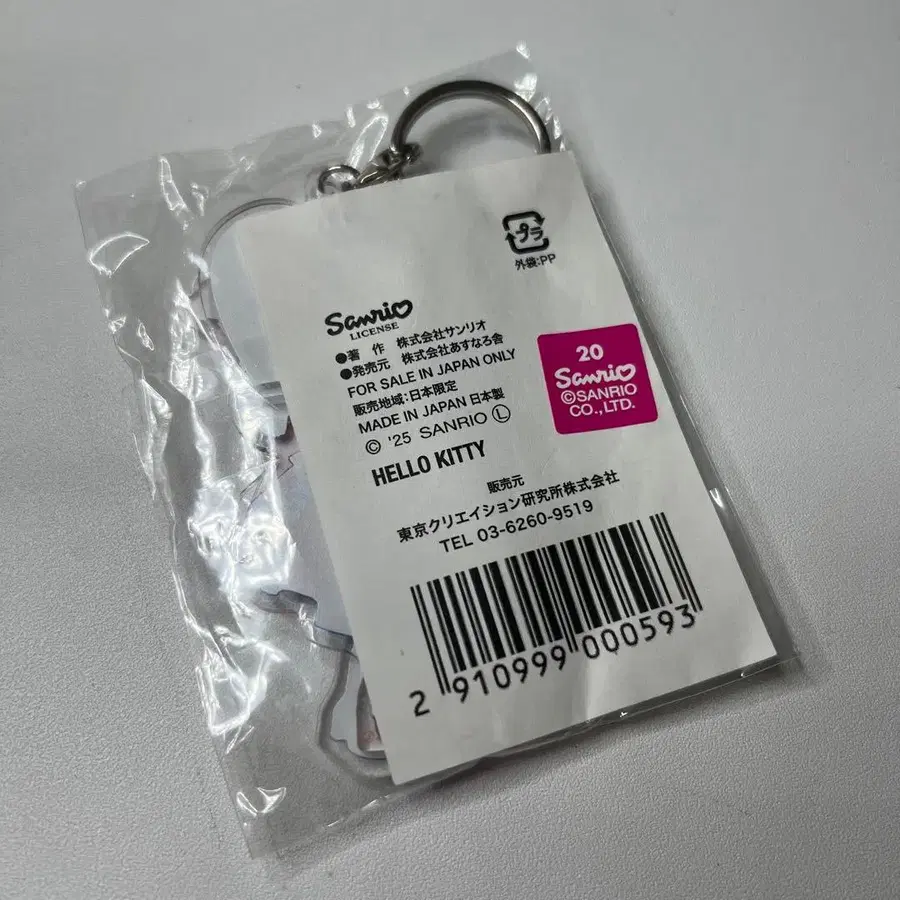 プラ
外装:PP
Sanrio
LICENSE
●著 作 株式会社サンリオ
●発売元 株式会社あすなろ舎
FOR SALE IN JAPAN ONLY
販売地域:日本限定
MADE IN JAPAN 日本製
© '25 SANRIO Ⓛ
HELLO KITTY
20
Sanrio
©SANRIO
CO.,LTD.
販売元
東京クリエイション研究所株式会社
TEL 03-6260-9519
2 910999 000593